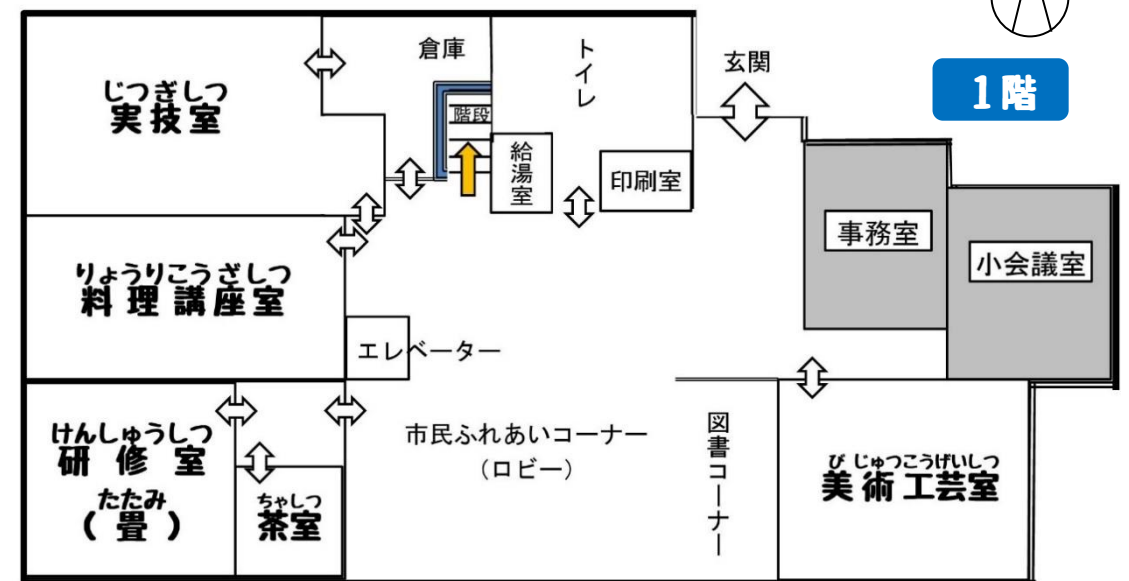 1階
倉庫
トイレ
玄関
じつぎしつ
実技室
階段
給湯室
印刷室
事務室
小会議室
りょうりこうざしつ
料理講座室
エレベーター
けんしゅうしつ
研修室
たたみ
(畳)
ちゃしつ
茶室
市民ふれあいコーナー
(ロビー)
図書コーナー
びじゅつこうげいしつ
美術工芸室